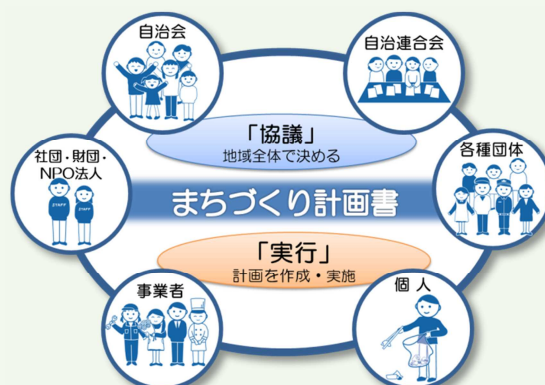 自治会
自治連合会
「協議」
地域全体で決める
社団・財団・
NPO法人
各種団体
まちづくり計画書
「実行」
計画を作成・実施
事業者
個人
STAFF
STAFF